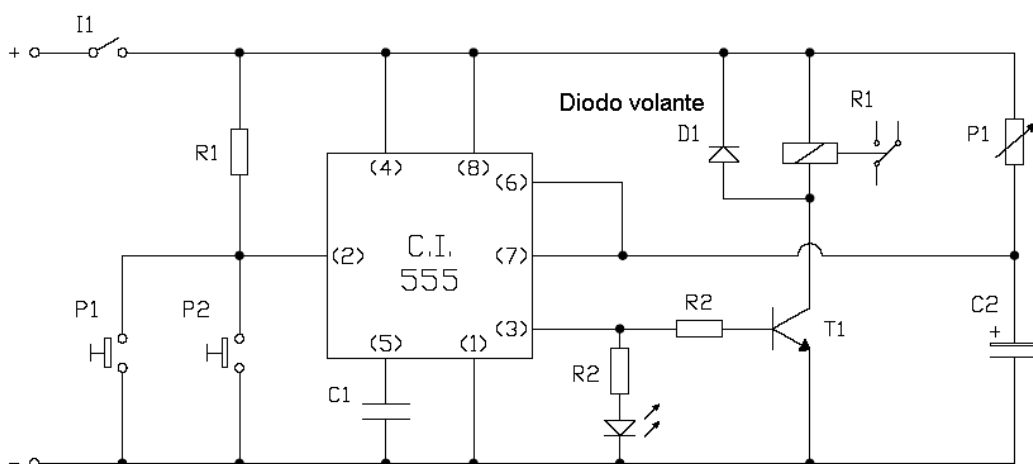 I1
+
Diodo volante
R1
R1
D1
P1
(4)
(8)
(6)
C.I.
555
(2)
(7)
P1
P2
R2
C2
+
(3)
T1
(5)
(1)
R2
C1
-